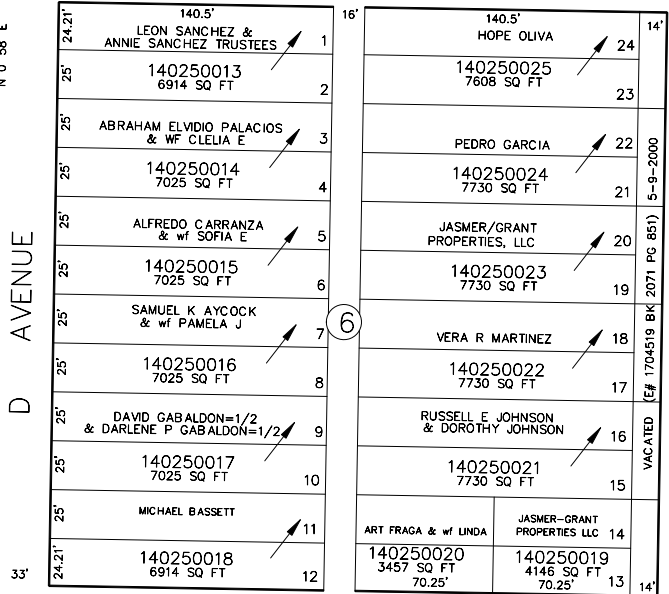 N 0 58 E
D AVENUE
33'
140.5'
24.21'
LEON SANCHEZ &
ANNIE SANCHEZ TRUSTEES
1
25'
140250013
6914 SQ FT
2
25'
ABRAHAM ELVIDIO PALACIOS
& WF CLELIA E
3
25'
140250014
7025 SQ FT
4
25'
ALFREDO CARRANZA
& wf SOFIA E
5
25'
140250015
7025 SQ FT
6
25'
SAMUEL K AYCOCK
& wf PAMELA J
7
25'
140250016
7025 SQ FT
8
25'
DAVID GABALDON=1/2
& DARLENE P GABALDON=1/2
9
25'
140250017
7025 SQ FT
10
25'
MICHAEL BASSETT
11
24.21'
140250018
6914 SQ FT
12
16'
6
140.5'
HOPE OLIVA
24
140250025
7608 SQ FT
23
PEDRO GARCIA
22
140250024
7730 SQ FT
21
JASMER/GRANT
PROPERTIES, LLC
20
140250023
7730 SQ FT
19
VERA R MARTINEZ
18
140250022
7730 SQ FT
17
RUSSELL E JOHNSON
& DOROTHY JOHNSON
16
140250021
7730 SQ FT
15
ART FRAGA & wf LINDA
140250020
3457 SQ FT
70.25'
JASMER-GRANT
PROPERTIES LLC
14
140250019
4146 SQ FT
70.25'
13
14'
VACATED (E# 1704519 BK 2071 PG 851) 5-9-2000
14'